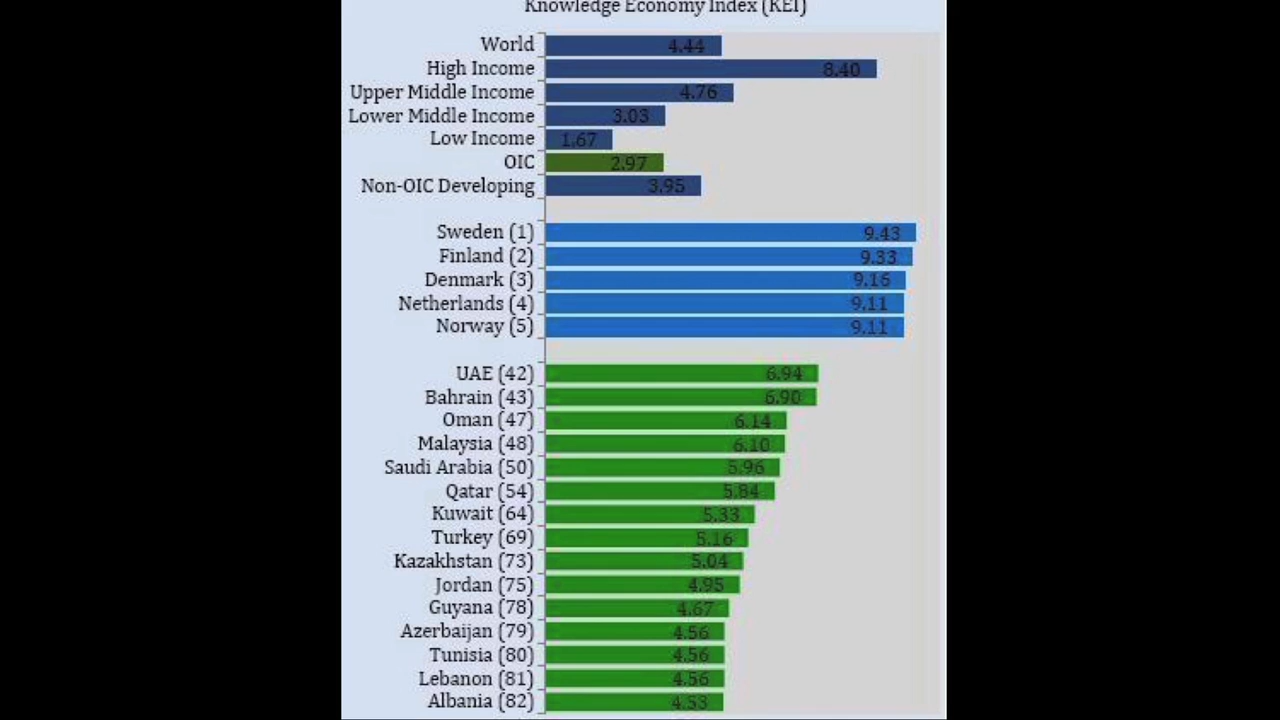 Knowledge Economy Index (KEI)
World 4.44
High Income 8.40
Upper Middle Income 4.76
Lower Middle Income 3.03
Low Income 1.67
OIC 2.97
Non-OIC Developing 3.95
Sweden (1) 9.43
Finland (2) 9.33
Denmark (3) 9.16
Netherlands (4) 9.11
Norway (5) 9.11
UAE (42) 6.94
Bahrain (43) 6.90
Oman (47) 6.14
Malaysia (48) 6.10
Saudi Arabia (50) 5.96
Qatar (54) 5.84
Kuwait (64) 5.33
Turkey (69) 5.16
Kazakhstan (73) 5.04
Jordan (75) 4.95
Guyana (78) 4.67
Azerbaijan (79) 4.56
Tunisia (80) 4.56
Lebanon (81) 4.56
Albania (82) 4.53